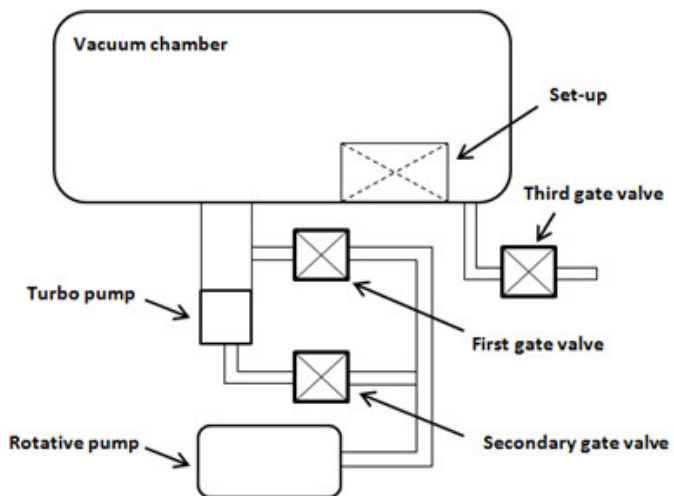 Vacuum chamber
Set-up
Third gate valve
Turbo pump
First gate valve
Rotative pump
Secondary gate valve